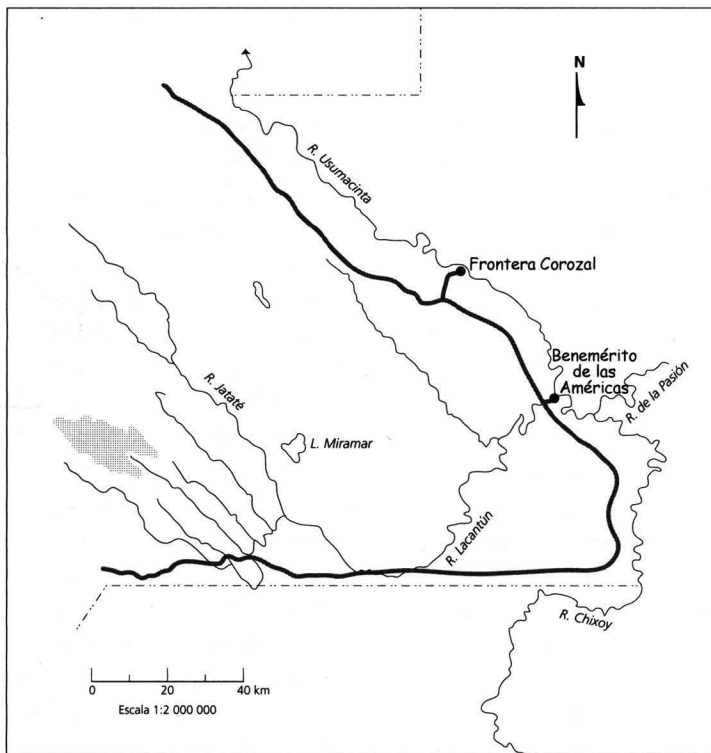 N
R. Usumacinta
Frontera Corozal
Benemérito
de las
Américas
R. de la Pasión
R. Jataté
L. Miramar
R. Lacantún
R. Chixoy
0 20 40 km
Escala 1:2 000 000